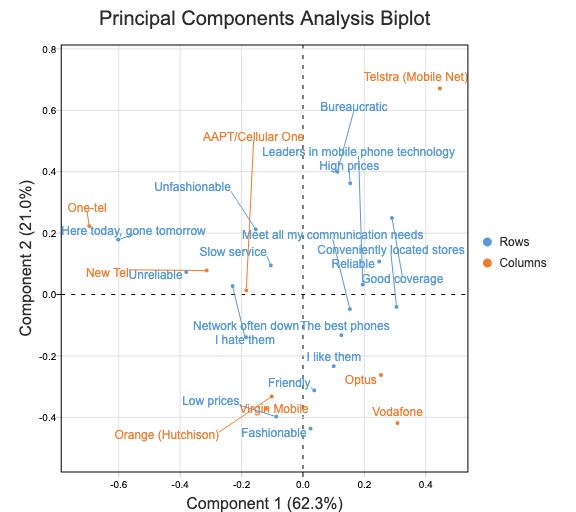 Principal Components Analysis Biplot
0.8
Telstra (Mobile Net)
Bureaucratic
0.6
AAPT/Cellular One
Leaders in mobile phone technology
High prices
0.4
Unfashionable
One-tel
Here today, gone tomorrow
Meet all my communication needs
0.2
Rows
Slow service
Conveniently located stores
Reliable
Columns
New Tel
Unreliable
Good coverage
0.0
Network often down
The best phones
I hate them
I like them
-0.2
Friendly
Optus
Low prices
Virgin Mobile
Vodafone
-0.4
Orange (Hutchison)
Fashionable
-0.6
-0.4
-0.2
0.0
0.2
0.4
Component 1 (62.3%)
Component 2 (21.0%)